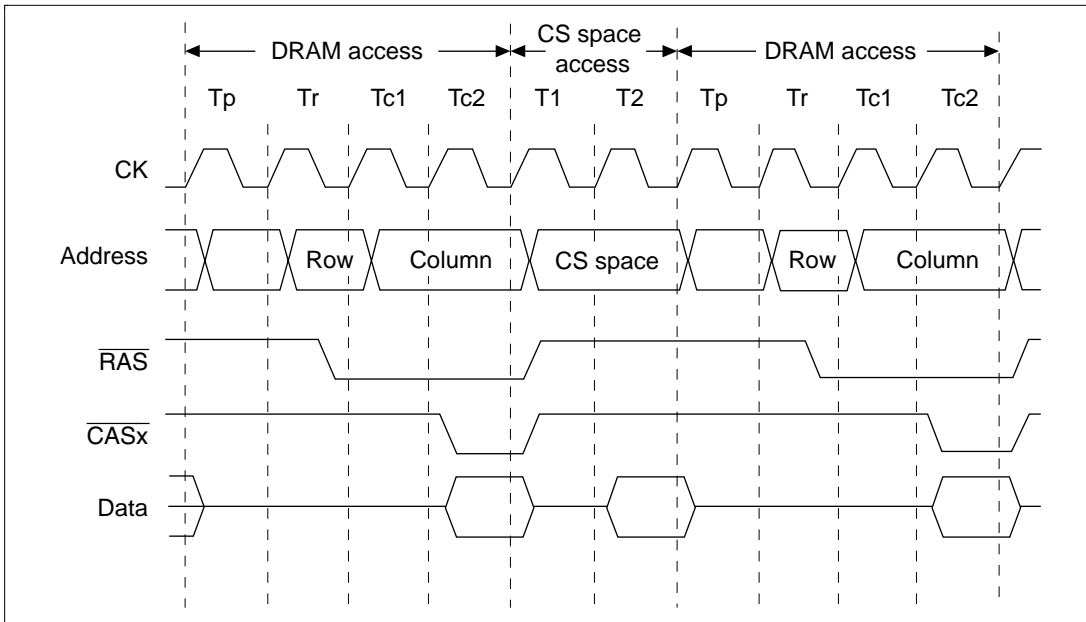 DRAM access CS space access DRAM access
Tp Tr Tc1 Tc2 T1 T2 Tp Tr Tc1 Tc2
CK
Address Row Column CS space Row Column
RAS
CASx
Data